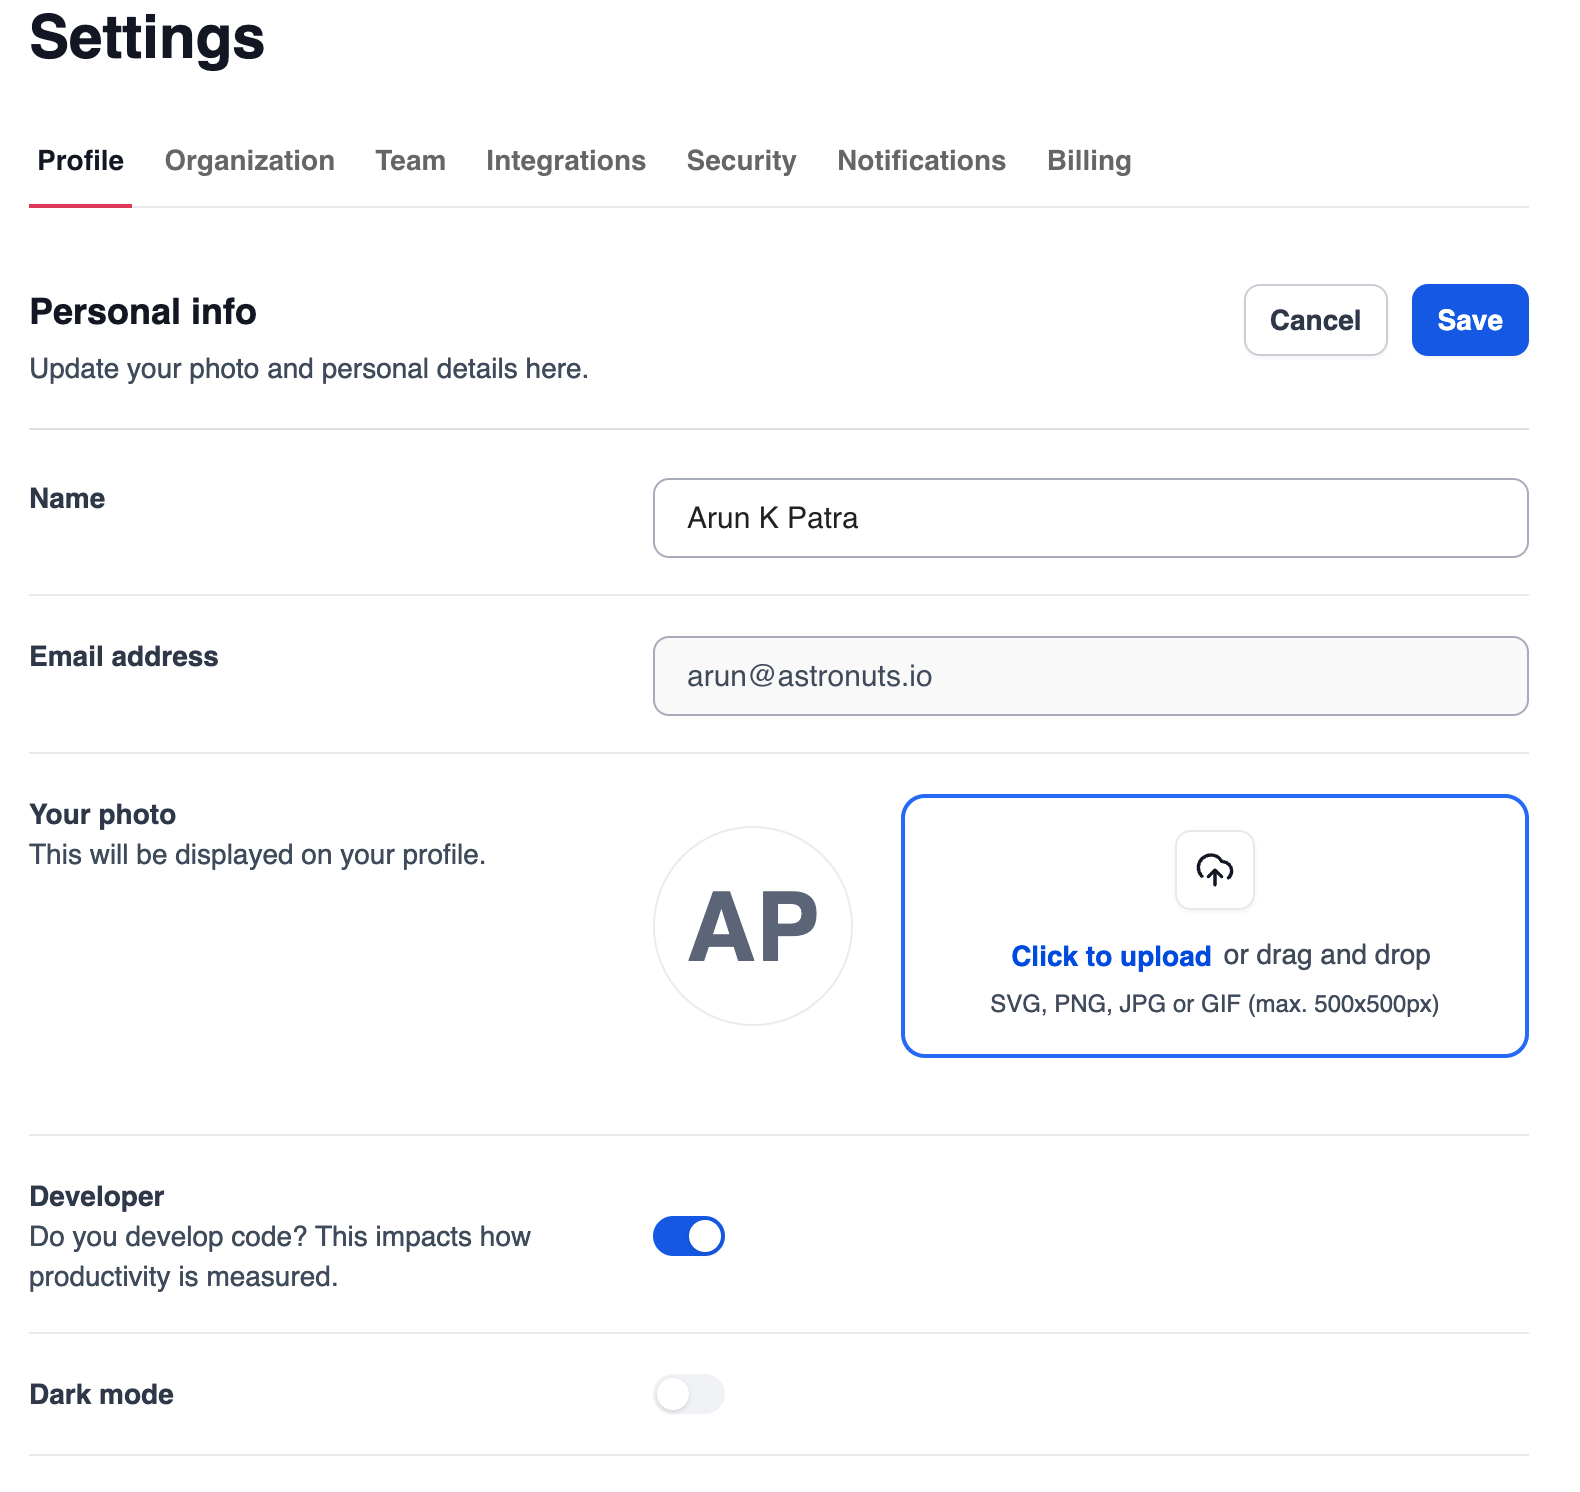 Settings
Profile Organization Team Integrations Security Notifications Billing
Personal info
Cancel Save
Update your photo and personal details here.
Name
Arun K Patra
Email address
arun@astronuts.io
Your photo
This will be displayed on your profile.
AP
Click to upload or drag and drop
SVG, PNG, JPG or GIF (max. 500x500px)
Developer
Do you develop code? This impacts how
productivity is measured.
Dark mode